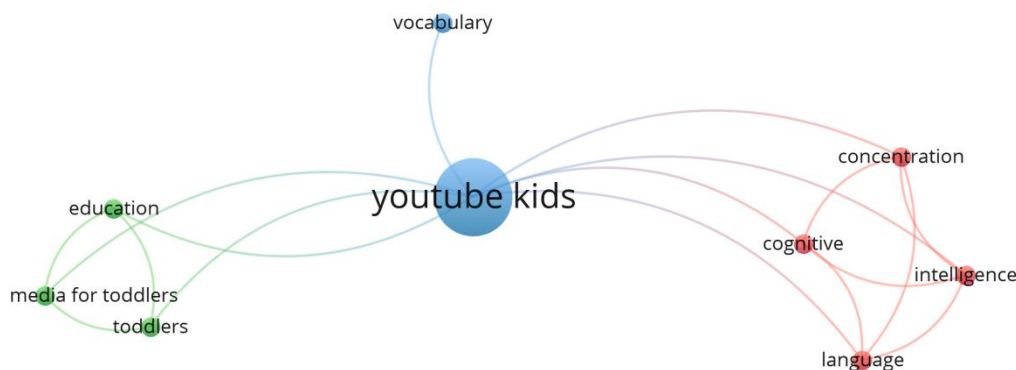 vocabulary
concentration
youtube kids
education
cognitive
intelligence
media for toddlers
toddlers
language